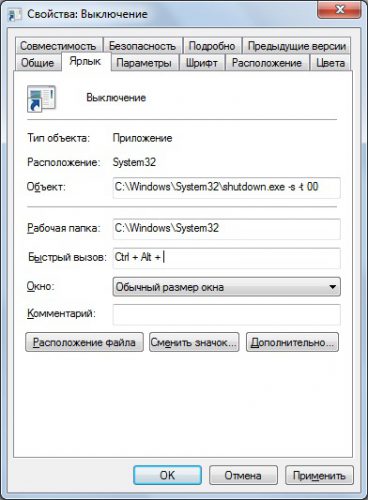 Свойства: Выключение
Совместимость Безопасность Подробно Предыдущие версии
Общие Ярлык Параметры Шрифт Расположение Цвета
Выключение
Тип объекта: Приложение
Расположение: System32
Объект: C:\Windows\System32\shutdown.exe -s -t 00
Рабочая папка: C:\Windows\System32
Быстрый вызов: Ctrl + Alt +
Окно: Обычный размер окна
Комментарий:
Расположение файла Сменить значок... Дополнительно...
OK Отмена Применить